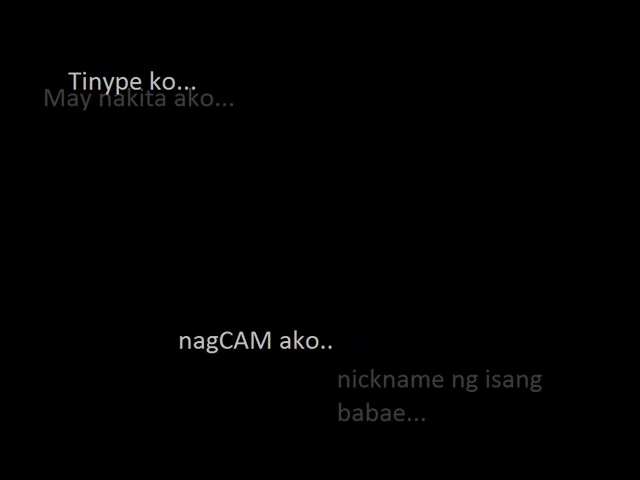 Tinype ko...
May nakita ako...
nagCAM ako..
nickname ng isang
babae...